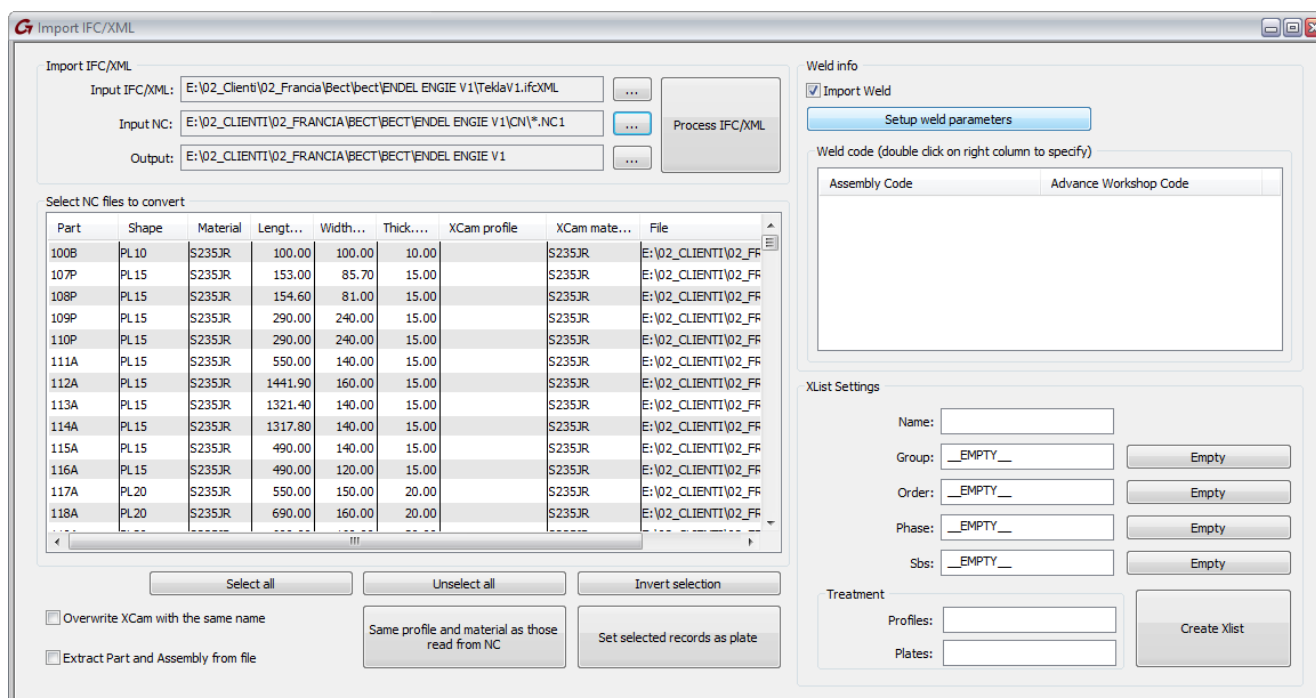 Import IFC/XML
Import IFC/XML
Input IFC/XML: E:\02_Clienti\02_Francia\Bect\bect\ENDEL ENGIE V1\TeklaV1.ifcXML ...
Input NC: E:\02_CLIENTI\02_FRANCIA\BECT\BECT\ENDEL ENGIE V1\CN\*.NC1 ...
Output: E:\02_CLIENTI\02_FRANCIA\BECT\BECT\ENDEL ENGIE V1 ...
Process IFC/XML
Select NC files to convert
Part Shape Material Lengt... Width... Thick.... XCam profile XCam mate... File
100B PL10 S235JR 100.00 100.00 10.00 S235JR E:\02_CLIENTI\02_FR
107P PL15 S235JR 153.00 85.70 15.00 S235JR E:\02_CLIENTI\02_FR
108P PL15 S235JR 154.60 81.00 15.00 S235JR E:\02_CLIENTI\02_FR
109P PL15 S235JR 290.00 240.00 15.00 S235JR E:\02_CLIENTI\02_FR
110P PL15 S235JR 290.00 240.00 15.00 S235JR E:\02_CLIENTI\02_FR
111A PL15 S235JR 550.00 140.00 15.00 S235JR E:\02_CLIENTI\02_FR
112A PL15 S235JR 1441.90 160.00 15.00 S235JR E:\02_CLIENTI\02_FR
113A PL15 S235JR 1321.40 140.00 15.00 S235JR E:\02_CLIENTI\02_FR
114A PL15 S235JR 1317.80 140.00 15.00 S235JR E:\02_CLIENTI\02_FR
115A PL15 S235JR 490.00 140.00 15.00 S235JR E:\02_CLIENTI\02_FR
116A PL15 S235JR 490.00 120.00 15.00 S235JR E:\02_CLIENTI\02_FR
117A PL20 S235JR 550.00 150.00 20.00 S235JR E:\02_CLIENTI\02_FR
118A PL20 S235JR 690.00 160.00 20.00 S235JR E:\02_CLIENTI\02_FR
Select all Unselect all Invert selection
Overwrite XCam with the same name
Extract Part and Assembly from file
Same profile and material as those
read from NC
Set selected records as plate
Weld info
Import Weld
Setup weld parameters
Weld code (double click on right column to specify)
Assembly Code Advance Workshop Code
XList Settings
Name:
Group: __EMPTY__ Empty
Order: __EMPTY__ Empty
Phase: __EMPTY__ Empty
Sbs: __EMPTY__ Empty
Treatment
Profiles:
Plates:
Create Xlist